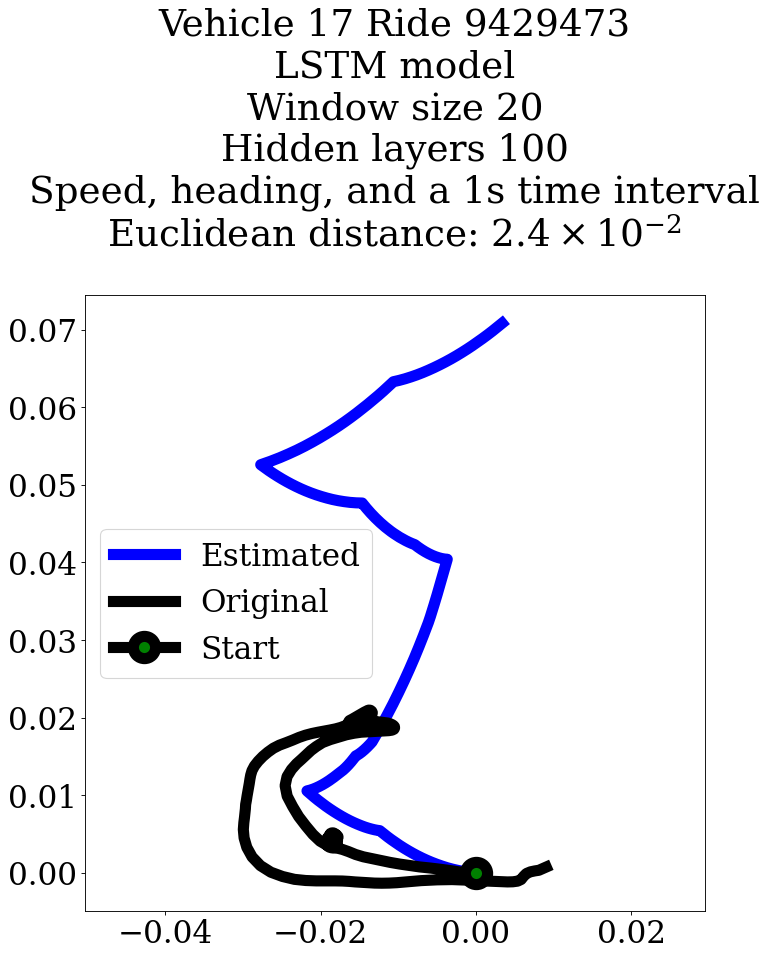 Vehicle 17 Ride 9429473
LSTM model
Window size 20
Hidden layers 100
Speed, heading, and a 1s time interval
Euclidean distance: 2.4 × 10⁻²
0.07
0.06
0.05
0.04
0.03
0.02
0.01
0.00
Estimated
Original
Start
−0.04 −0.02 0.00 0.02